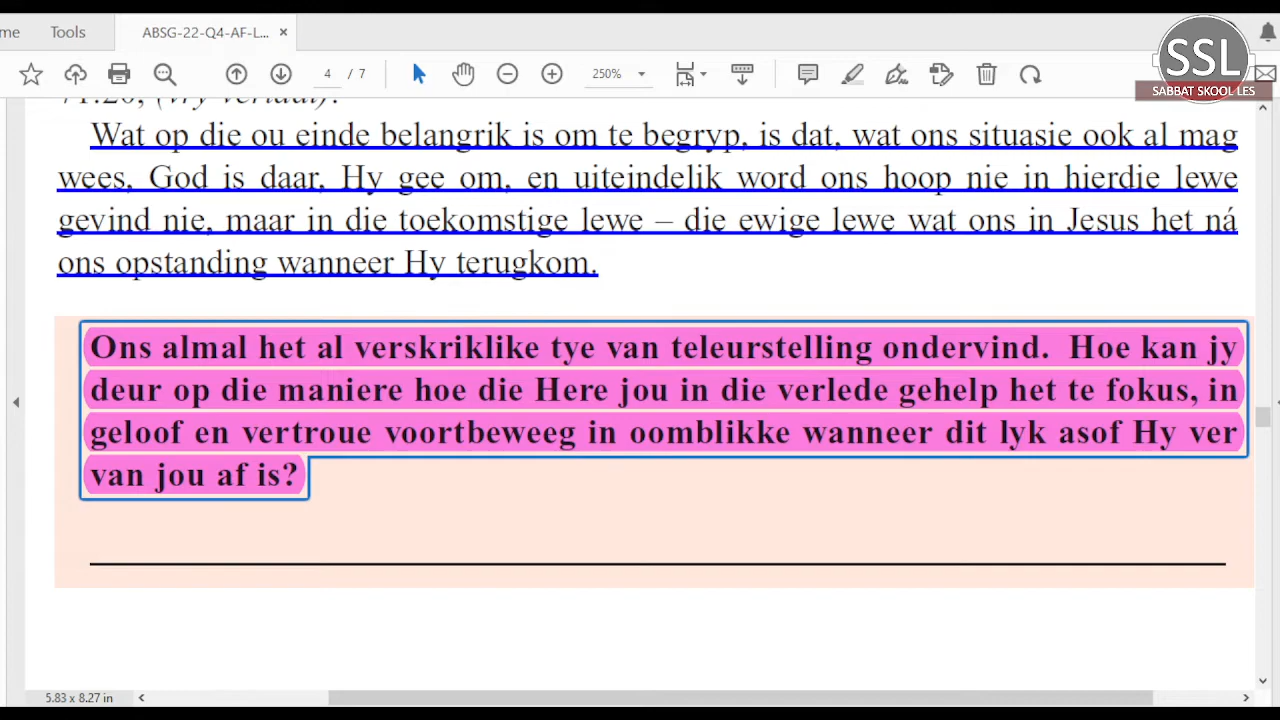 me Tools ABSG-22-Q4-AF-L... ×
SSL
SABBAT SKOOL LES
4 / 7 250%
Wat op die ou einde belangrik is om te begryp, is dat, wat ons situasie ook al mag
wees, God is daar, Hy gee om, en uiteindelik word ons hoop nie in hierdie lewe
gevind nie, maar in die toekomstige lewe – die ewige lewe wat ons in Jesus het ná
ons opstanding wanneer Hy terugkom.
Ons almal het al verskriklike tye van teleurstelling ondervind. Hoe kan jy
deur op die maniere hoe die Here jou in die verlede gehelp het te fokus, in
geloof en vertroue voortbeweeg in oomblikke wanneer dit lyk asof Hy ver
van jou af is?
5.83 x 8.27 in